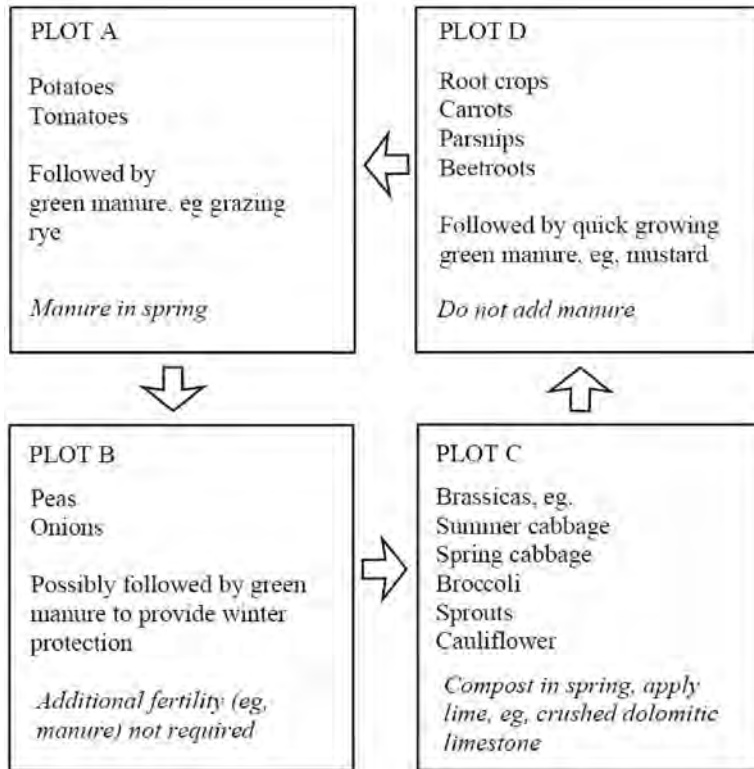 PLOT A
Potatoes
Tomatoes
Followed by
green manure. eg grazing
rye
Manure in spring
PLOT D
Root crops
Carrots
Parsnips
Beetroots
Followed by quick growing
green manure. eg, mustard
Do not add manure
PLOT B
Peas
Onions
Possibly followed by green
manure to provide winter
protection
Additional fertility (eg,
manure) not required
PLOT C
Brassicas, eg.
Summer cabbage
Spring cabbage
Broccoli
Sprouts
Cauliflower
Compost in spring, apply
lime, eg, crushed dolomitic
limestone